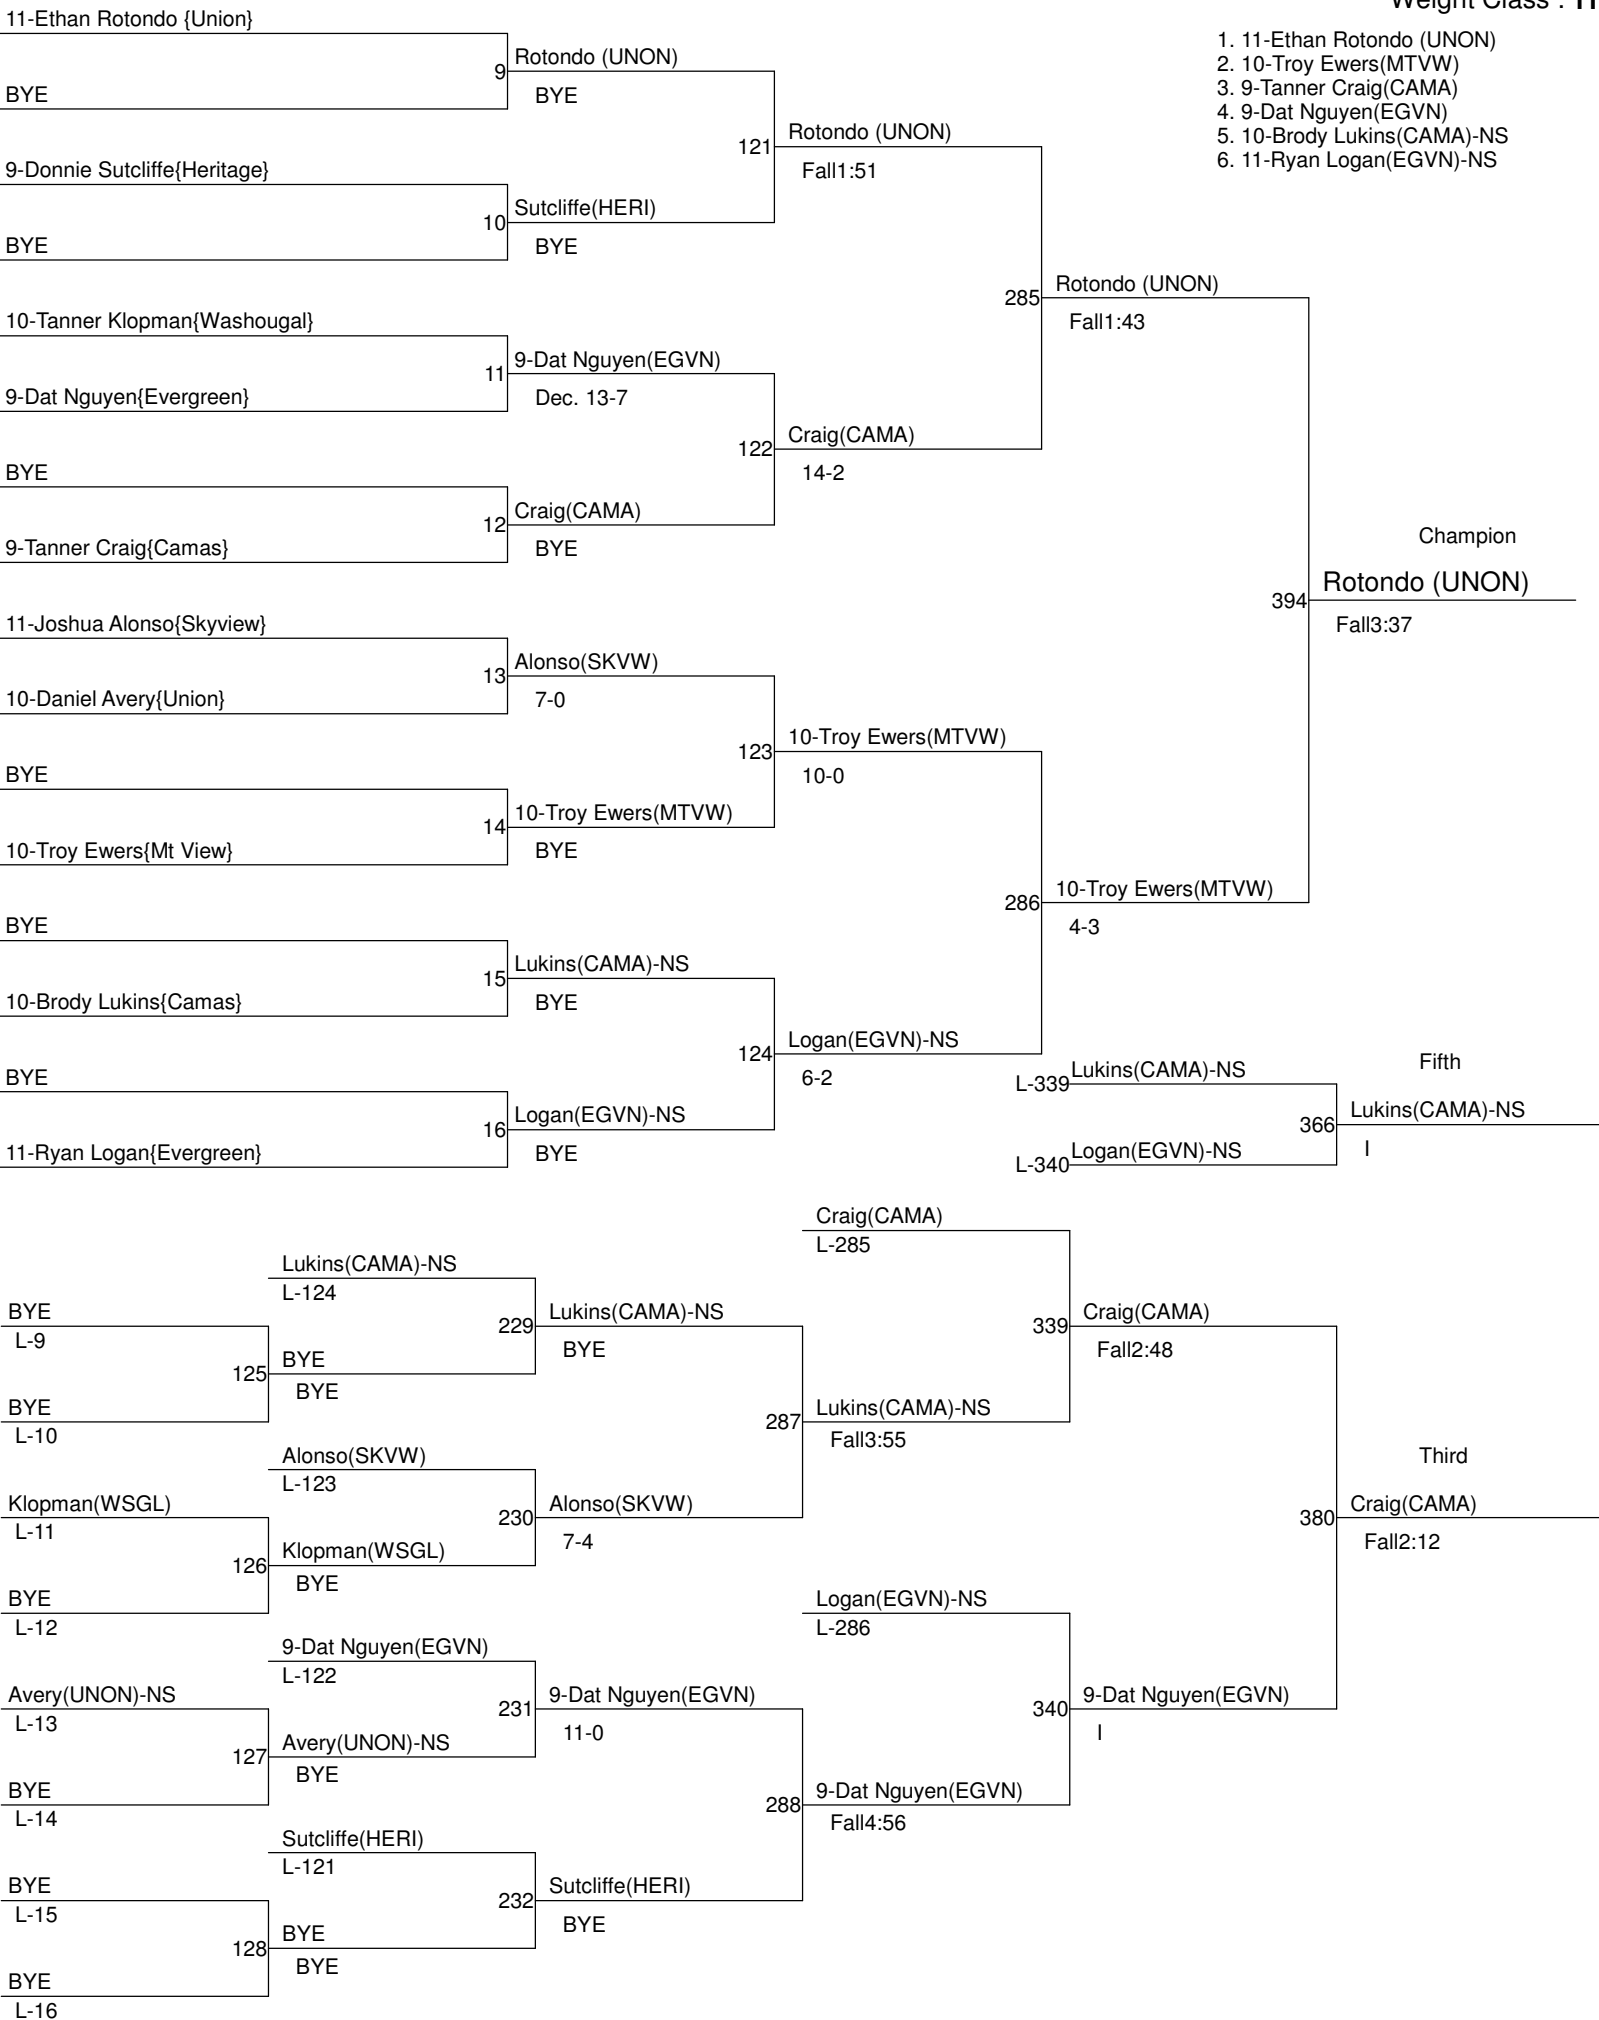 Weight Class : 11
1. 11-Ethan Rotondo (UNON)
2. 10-Troy Ewers(MTVW)
3. 9-Tanner Craig(CAMA)
4. 9-Dat Nguyen(EGVN)
5. 10-Brody Lukins(CAMA)-NS
6. 11-Ryan Logan(EGVN)-NS
11-Ethan Rotondo {Union}
BYE
9-Donnie Sutcliffe{Heritage}
BYE
10-Tanner Klopman{Washougal}
9-Dat Nguyen{Evergreen}
BYE
9-Tanner Craig{Camas}
11-Joshua Alonso{Skyview}
10-Daniel Avery{Union}
BYE
10-Troy Ewers{Mt View}
BYE
10-Brody Lukins{Camas}
BYE
11-Ryan Logan{Evergreen}
9
Rotondo (UNON)
BYE
10
Sutcliffe(HERI)
BYE
11
9-Dat Nguyen(EGVN)
Dec. 13-7
12
Craig(CAMA)
BYE
13
Alonso(SKVW)
7-0
14
10-Troy Ewers(MTVW)
BYE
15
Lukins(CAMA)-NS
BYE
16
Logan(EGVN)-NS
BYE
121
Rotondo (UNON)
Fall1:51
122
Craig(CAMA)
14-2
123
10-Troy Ewers(MTVW)
10-0
124
Logan(EGVN)-NS
6-2
285
Rotondo (UNON)
Fall1:43
286
10-Troy Ewers(MTVW)
4-3
Champion
394
Rotondo (UNON)
Fall3:37
Fifth
L-339
Lukins(CAMA)-NS
L-340
Logan(EGVN)-NS
366
Lukins(CAMA)-NS
I
BYE
L-9
BYE
L-10
Klopman(WSGL)
L-11
BYE
L-12
Avery(UNON)-NS
L-13
BYE
L-14
BYE
L-15
BYE
L-16
Lukins(CAMA)-NS
L-124
125
BYE
BYE
Alonso(SKVW)
L-123
126
Klopman(WSGL)
BYE
9-Dat Nguyen(EGVN)
L-122
127
Avery(UNON)-NS
BYE
Sutcliffe(HERI)
L-121
128
BYE
BYE
229
Lukins(CAMA)-NS
BYE
230
Alonso(SKVW)
7-4
231
9-Dat Nguyen(EGVN)
11-0
232
Sutcliffe(HERI)
BYE
Craig(CAMA)
L-285
287
Lukins(CAMA)-NS
Fall3:55
Logan(EGVN)-NS
L-286
288
9-Dat Nguyen(EGVN)
Fall4:56
339
Craig(CAMA)
Fall2:48
340
9-Dat Nguyen(EGVN)
I
Third
380
Craig(CAMA)
Fall2:12